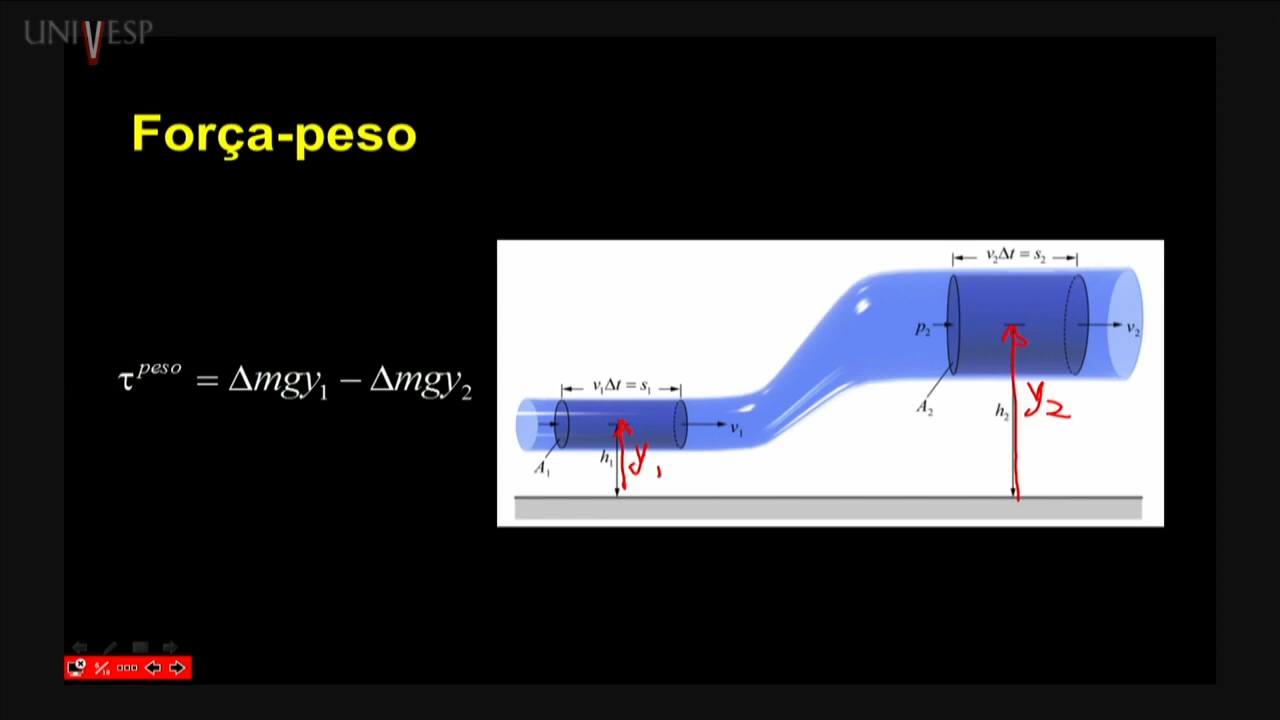 UNIVESP
Força-peso
τ^peso = Δmgy₁ − Δmgy₂
v₂Δt = s₂
p₂
v₂
A₂
h₂
y₂
v₁Δt = s₁
v₁
A₁
h₁
y₁